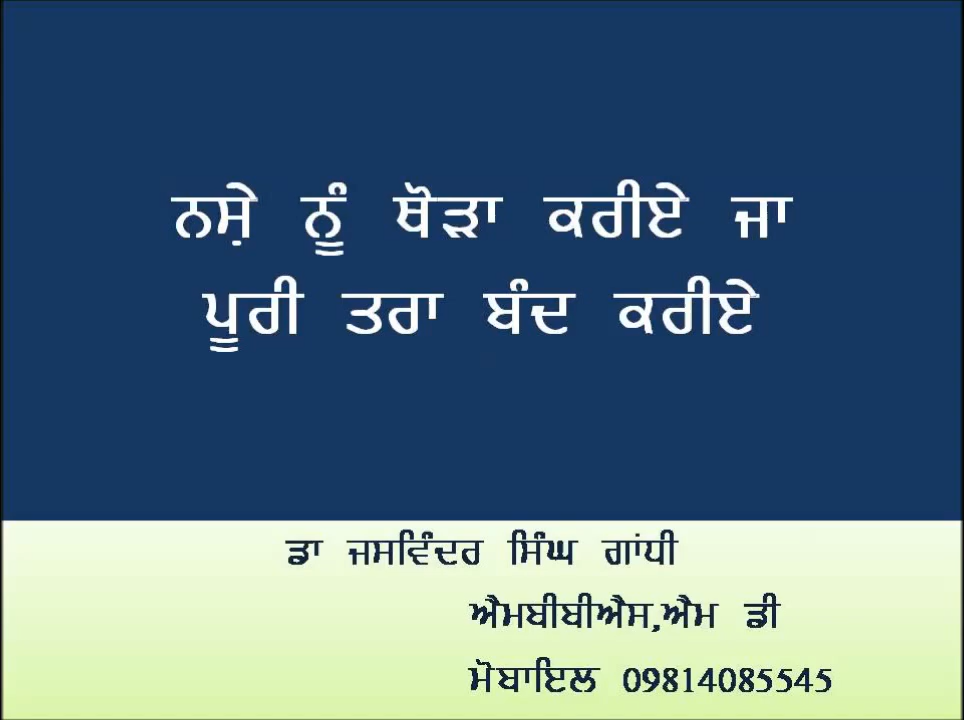 ਨਸ਼ੇ ਨੂੰ ਥੋੜਾ ਕਰੀਏ ਜਾ
ਪੂਰੀ ਤਰਾ ਬੰਦ ਕਰੀਏ
ਡਾ ਜਸਵਿੰਦਰ ਸਿੰਘ ਗਾਂਧੀ
ਐਮਬੀਬੀਐਸ,ਐਮ ਡੀ
ਮੋਬਾਇਲ 09814085545